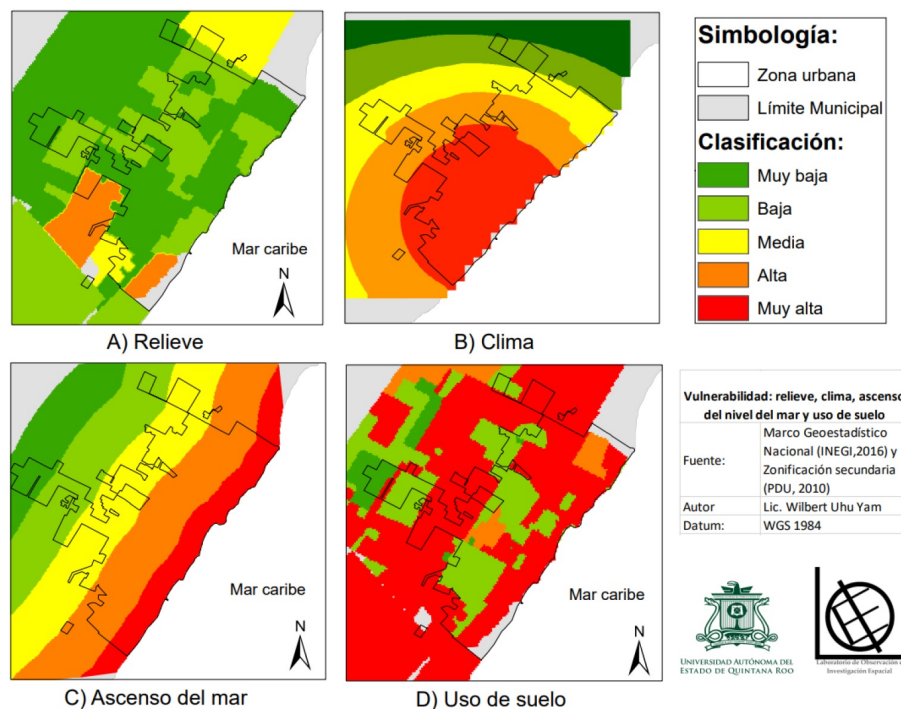 Mar caribe
N
A) Relieve
B) Clima
Simbología:
Zona urbana
Límite Municipal
Clasificación:
Muy baja
Baja
Media
Alta
Muy alta
Mar caribe
N
C) Ascenso del mar
Mar caribe
N
D) Uso de suelo
Vulnerabilidad: relieve, clima, ascenso
del nivel del mar y uso de suelo
Fuente:
Marco Geoestadístico
Nacional (INEGI,2016) y
Zonificación secundaria
(PDU, 2010)
Autor
Lic. Wilbert Uhu Yam
Datum:
WGS 1984
UNIVERSIDAD AUTÓNOMA DEL
ESTADO DE QUINTANA ROO
Laboratorio de Observación e
Investigación Espacial